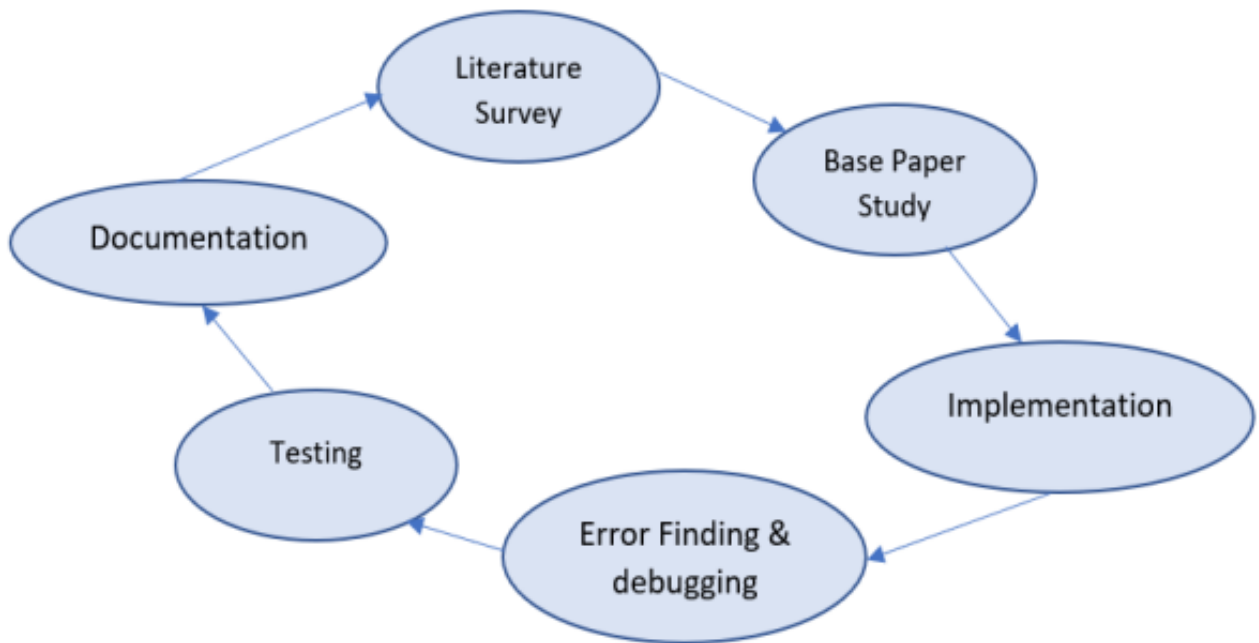 Literature
Survey
Base Paper
Study
Implementation
Error Finding &
debugging
Testing
Documentation